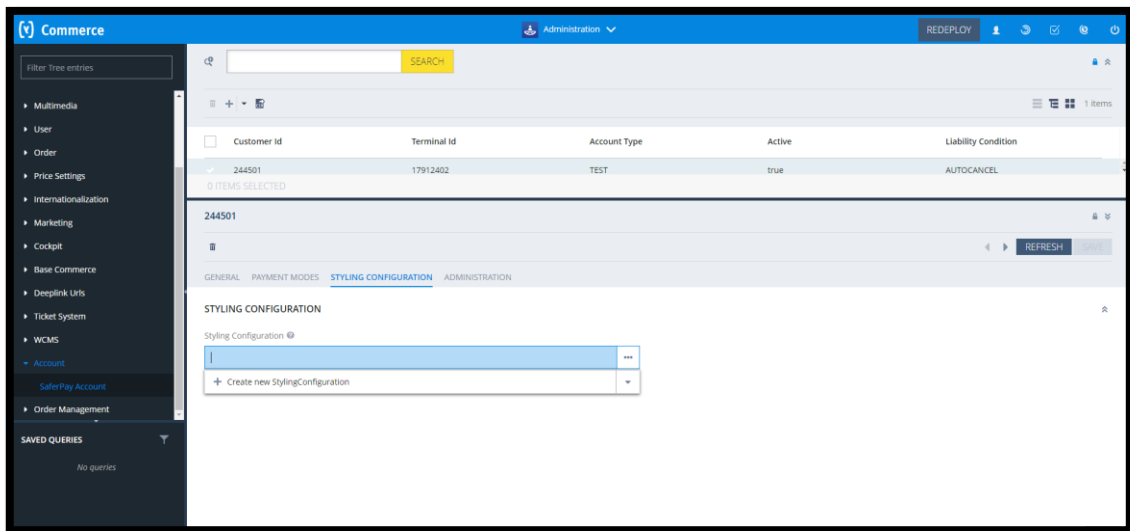 (y) Commerce
Administration
REDEPLOY
Filter Tree entries
SEARCH
Multimedia
User
Order
Price Settings
Internationalization
Marketing
Cockpit
Base Commerce
Deeplink Urls
Ticket System
WCMS
Account
SaferPay Account
Order Management
SAVED QUERIES
No queries
1 items
Customer Id Terminal Id Account Type Active Liability Condition
244501 17912402 TEST true AUTOCANCEL
0 ITEMS SELECTED
244501
REFRESH SAVE
GENERAL PAYMENT MODES STYLING CONFIGURATION ADMINISTRATION
STYLING CONFIGURATION
Styling Configuration
Create new StylingConfiguration